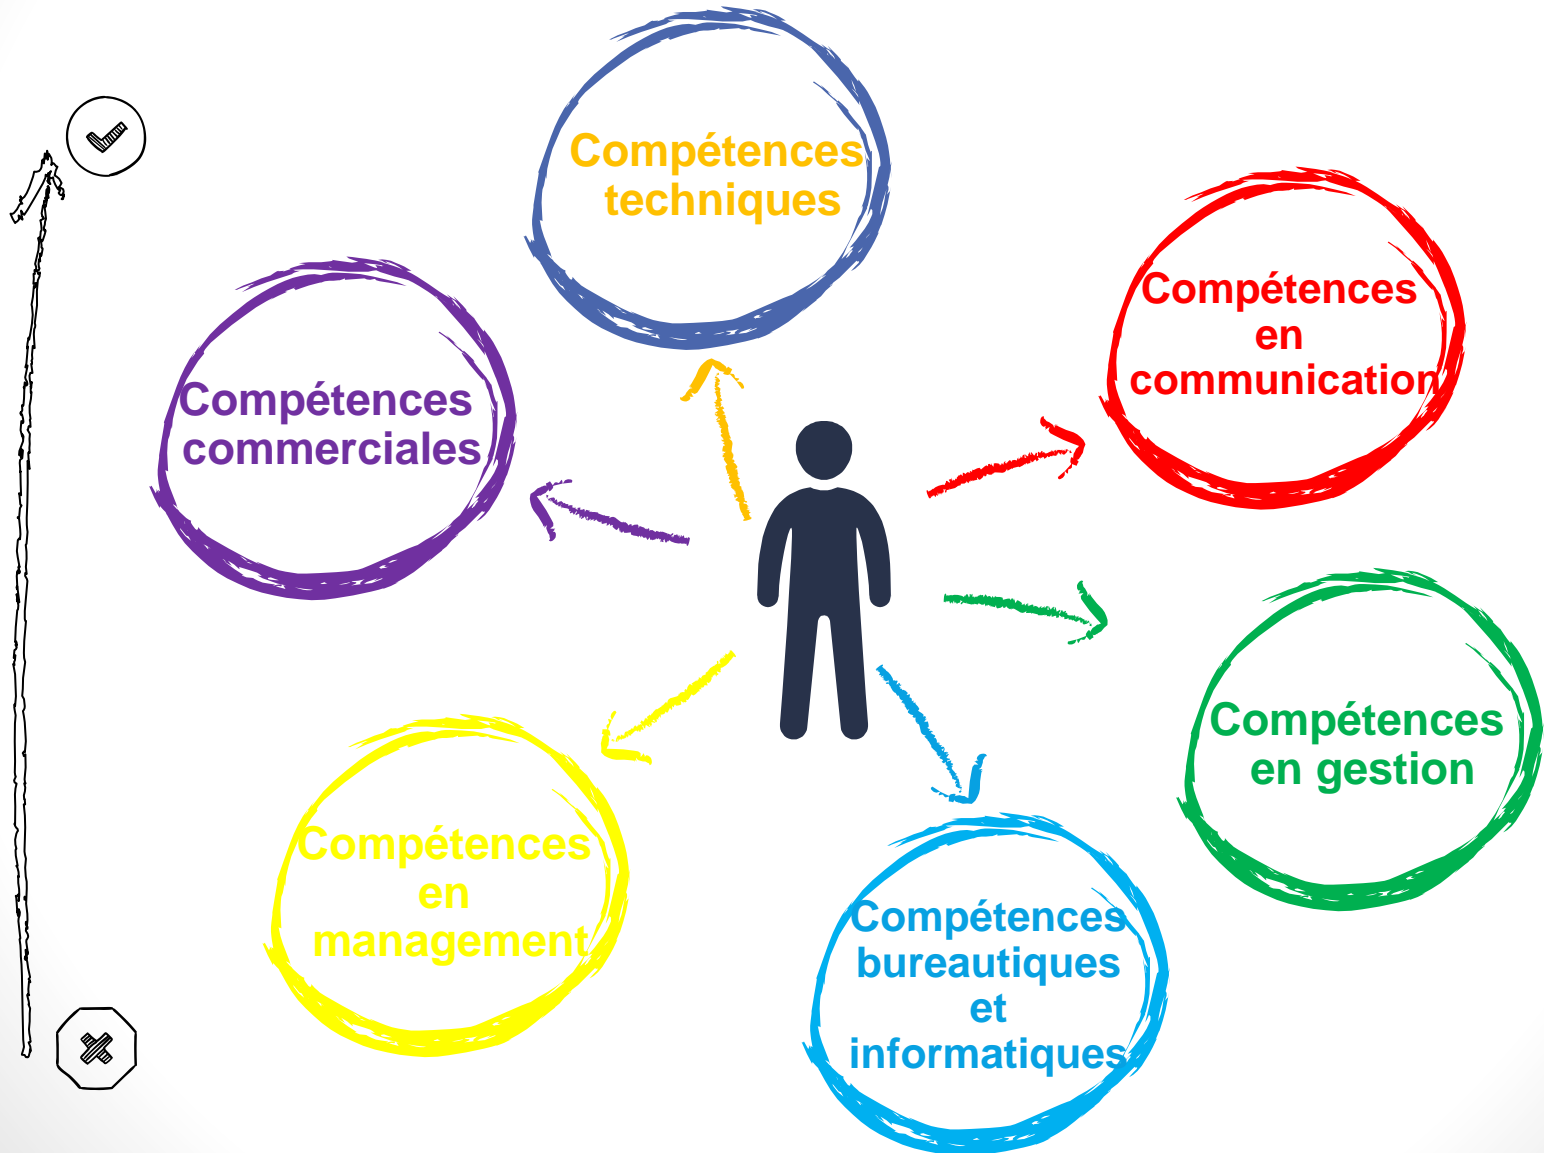 Compétences
techniques
Compétences
en
communication
Compétences
commerciales
Compétences
en gestion
Compétences
en
management
Compétences
bureautiques
et
informatiques